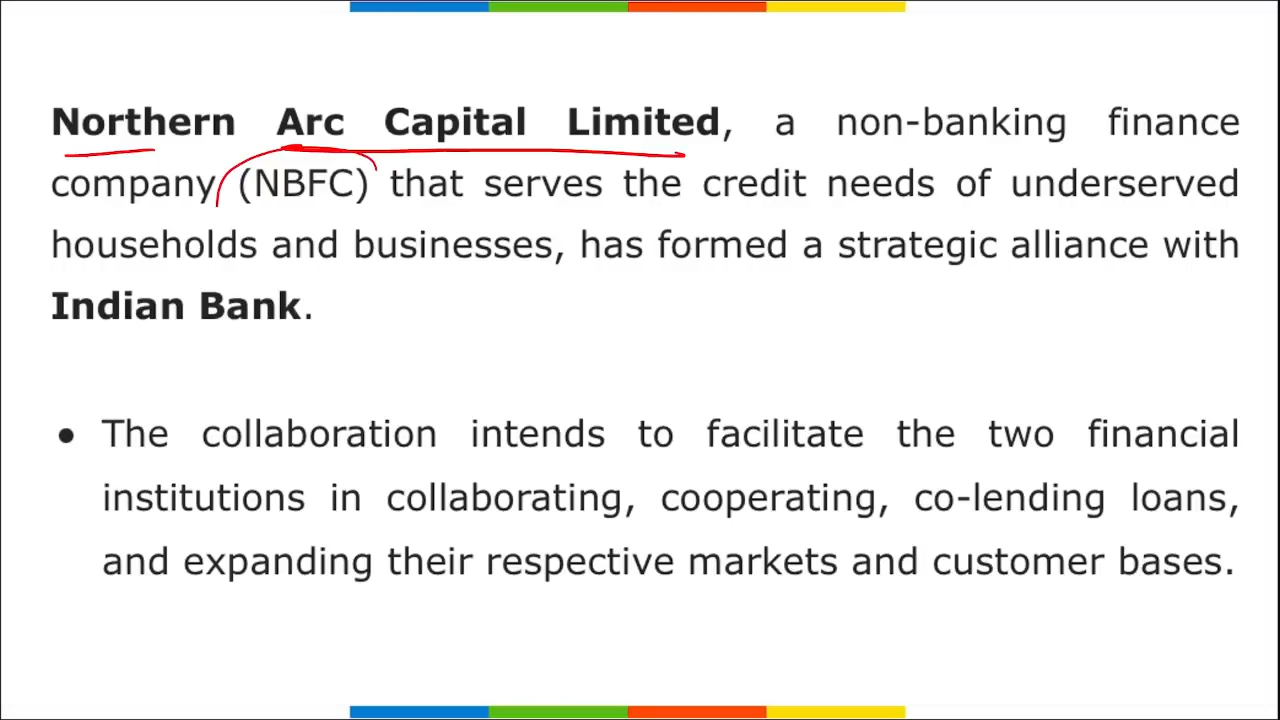 Northern Arc Capital Limited, a non-banking finance
company (NBFC) that serves the credit needs of underserved
households and businesses, has formed a strategic alliance with
Indian Bank.
● The collaboration intends to facilitate the two financial
institutions in collaborating, cooperating, co-lending loans,
and expanding their respective markets and customer bases.